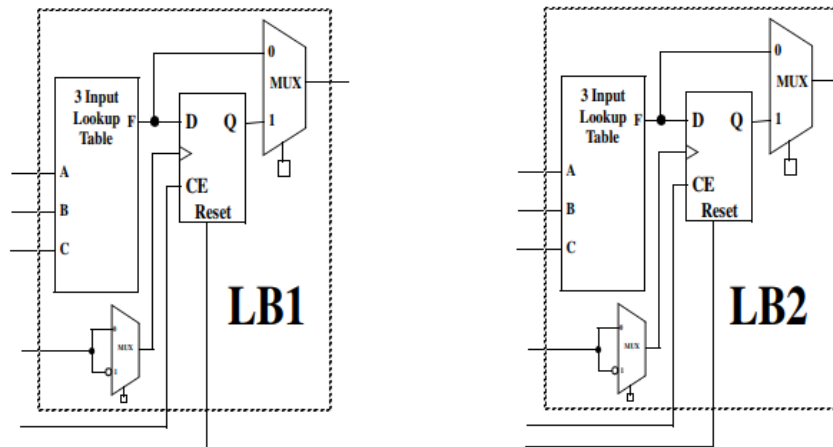 0
MUX
3 Input
Lookup
Table
F
D
Q
1
A
CE
B
Reset
C
LB1
0
MUX
1
0
MUX
3 Input
Lookup
Table
F
D
Q
1
A
CE
B
Reset
C
LB2
0
MUX
1